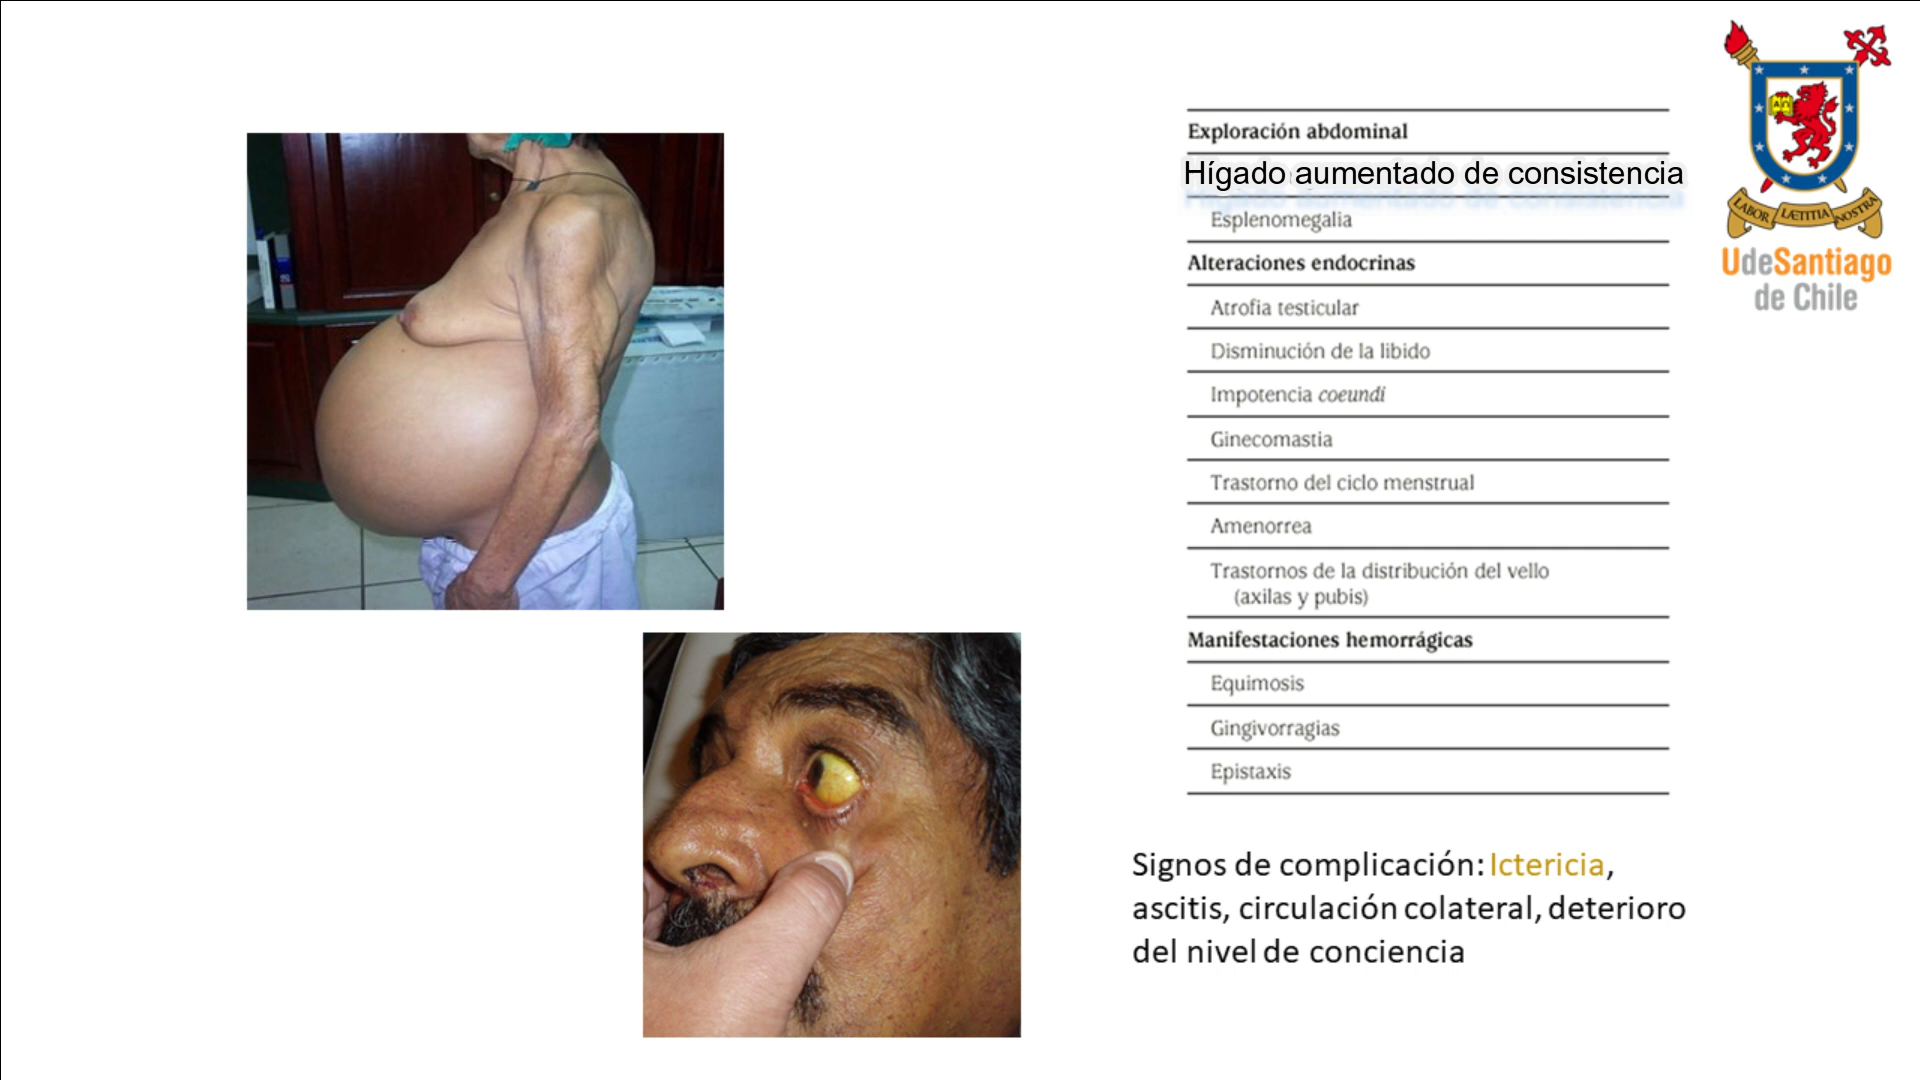 Exploración abdominal
Hígado aumentado de consistencia
Esplenomegalia
Alteraciones endocrinas
Atrofia testicular
Disminución de la libido
Impotencia coeundi
Ginecomastia
Trastorno del ciclo menstrual
Amenorrea
Trastornos de la distribución del vello
(axilas y pubis)
Manifestaciones hemorrágicas
Equimosis
Gingivorragias
Epistaxis
Signos de complicación: Ictericia,
ascitis, circulación colateral, deterioro
del nivel de conciencia
LABOR LÆTITIA NOSTRA
UdeSantiago
de Chile